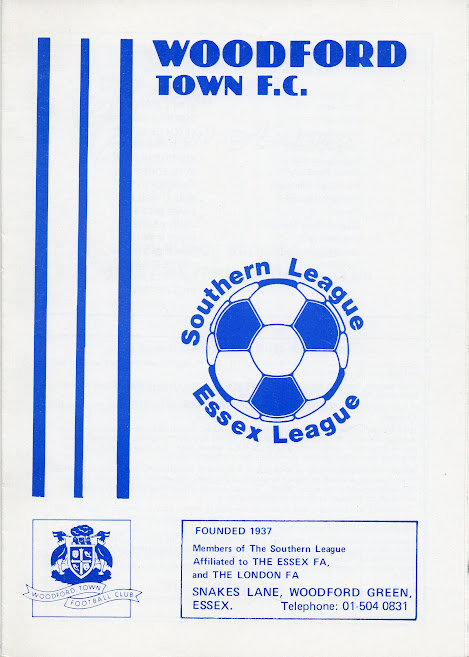 WOODFORD
TOWN F.C.
Southern League
Essex League
WOODFORD TOWN
FOOTBALL CLUB
FOUNDED 1937
Members of The Southern League
Affiliated to THE ESSEX FA,
and THE LONDON FA
SNAKES LANE, WOODFORD GREEN,
ESSEX. Telephone: 01-504 0831